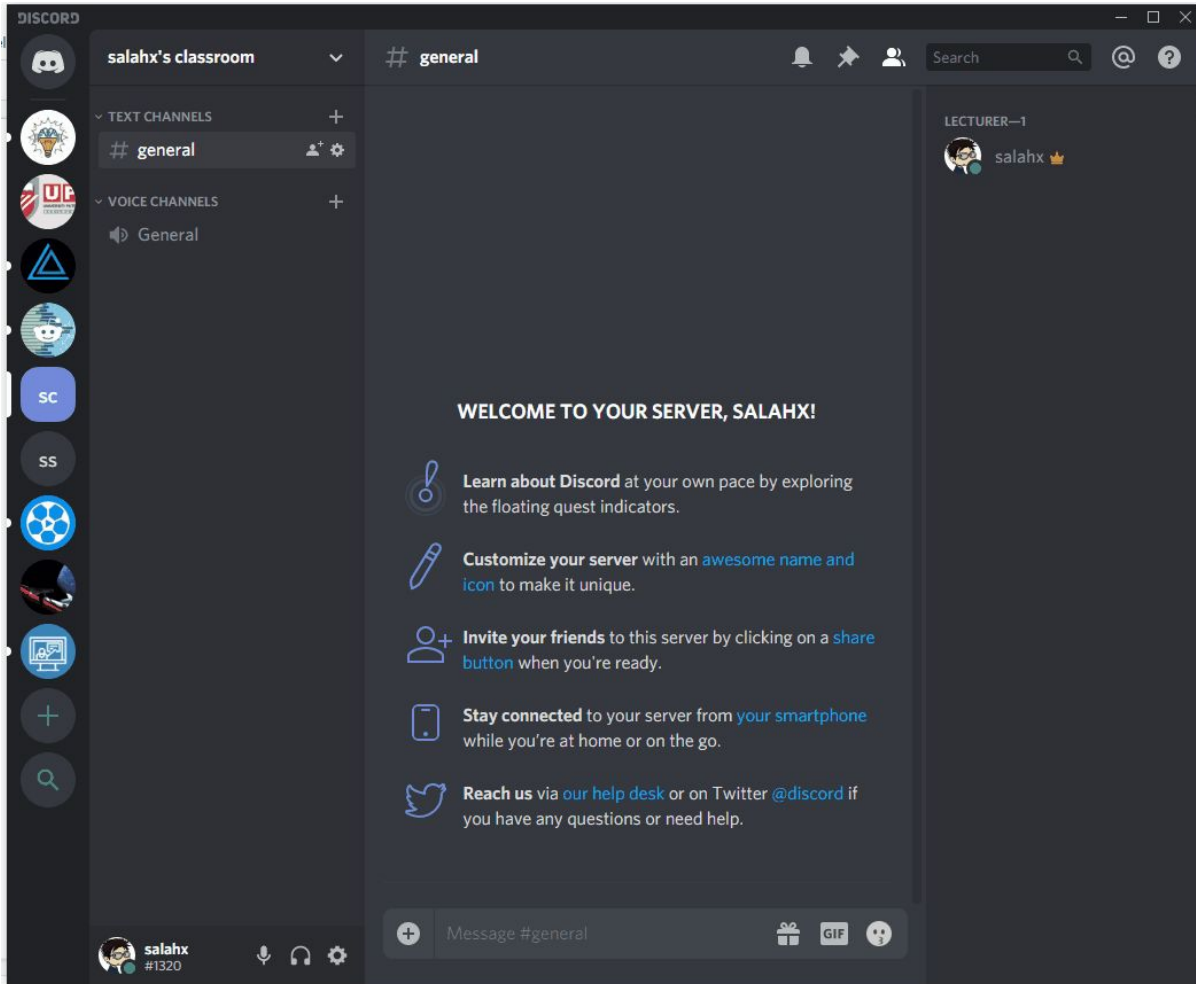 DISCORD
salahx's classroom
# general
Search
TEXT CHANNELS
# general
VOICE CHANNELS
General
SC
SS
WELCOME TO YOUR SERVER, SALAHX!
Learn about Discord at your own pace by exploring
the floating quest indicators.
Customize your server with an awesome name and
icon to make it unique.
Invite your friends to this server by clicking on a share
button when you're ready.
Stay connected to your server from your smartphone
while you're at home or on the go.
Reach us via our help desk or on Twitter @discord if
you have any questions or need help.
Message #general
GIF
LECTURER—1
salahx
salahx
#1320